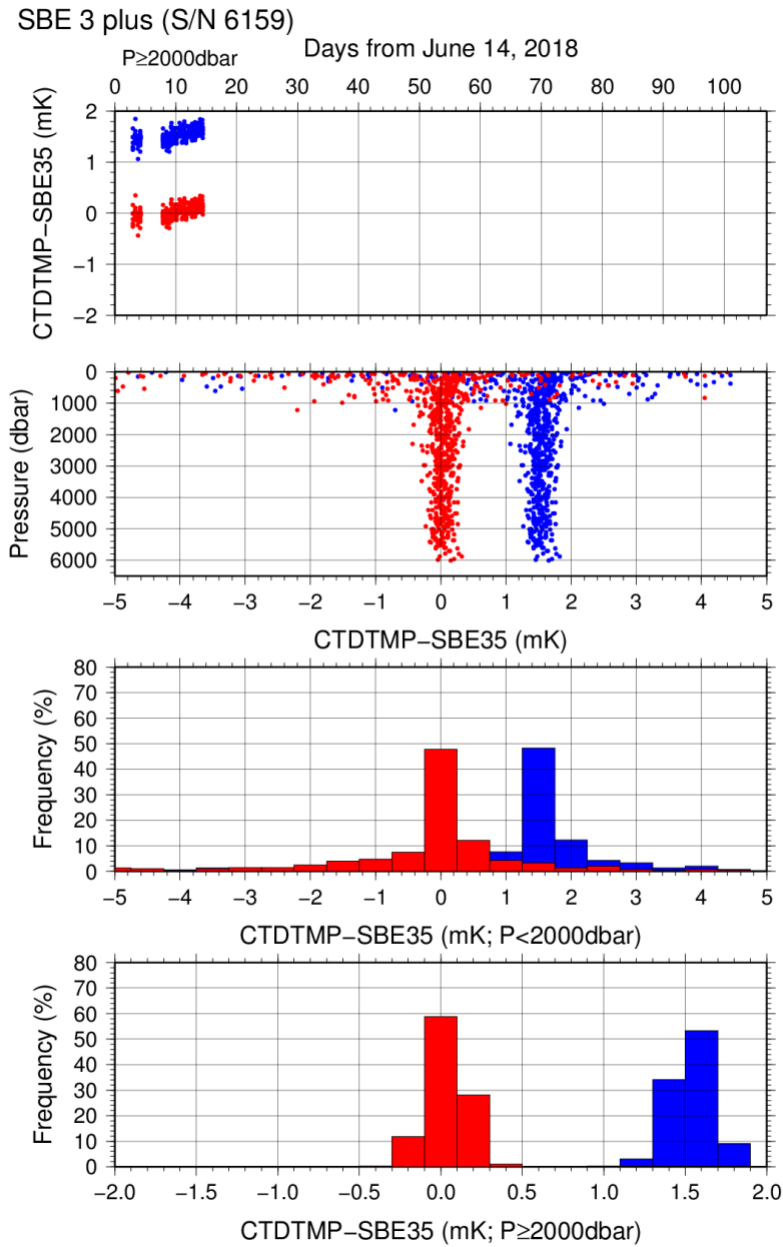 SBE 3 plus (S/N 6159)
P≥2000dbar
Days from June 14, 2018
0 10 20 30 40 50 60 70 80 90 100
CTDTMP−SBE35 (mK)
2
1
0
−1
−2
Pressure (dbar)
0
1000
2000
3000
4000
5000
6000
−5 −4 −3 −2 −1 0 1 2 3 4 5
CTDTMP−SBE35 (mK)
Frequency (%)
80
70
60
50
40
30
20
10
0
−5 −4 −3 −2 −1 0 1 2 3 4 5
CTDTMP−SBE35 (mK; P<2000dbar)
Frequency (%)
80
70
60
50
40
30
20
10
0
−2.0 −1.5 −1.0 −0.5 0.0 0.5 1.0 1.5 2.0
CTDTMP−SBE35 (mK; P≥2000dbar)